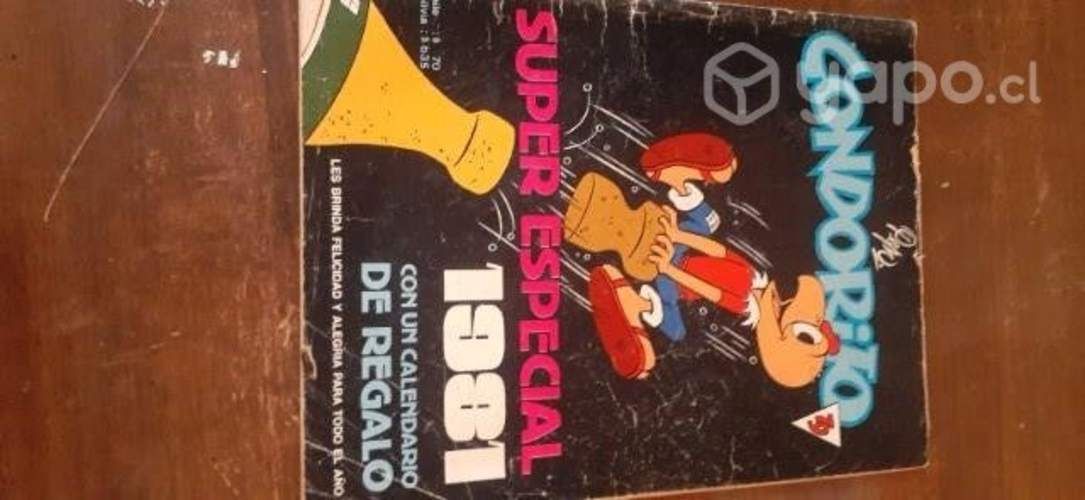 CONDORITO
yapo.cl
SUPER ESPECIAL
1981
CON UN CALENDARIO
DE REGALO
LES BRINDA FELICIDAD Y ALEGRIA PARA TODO EL AÑO